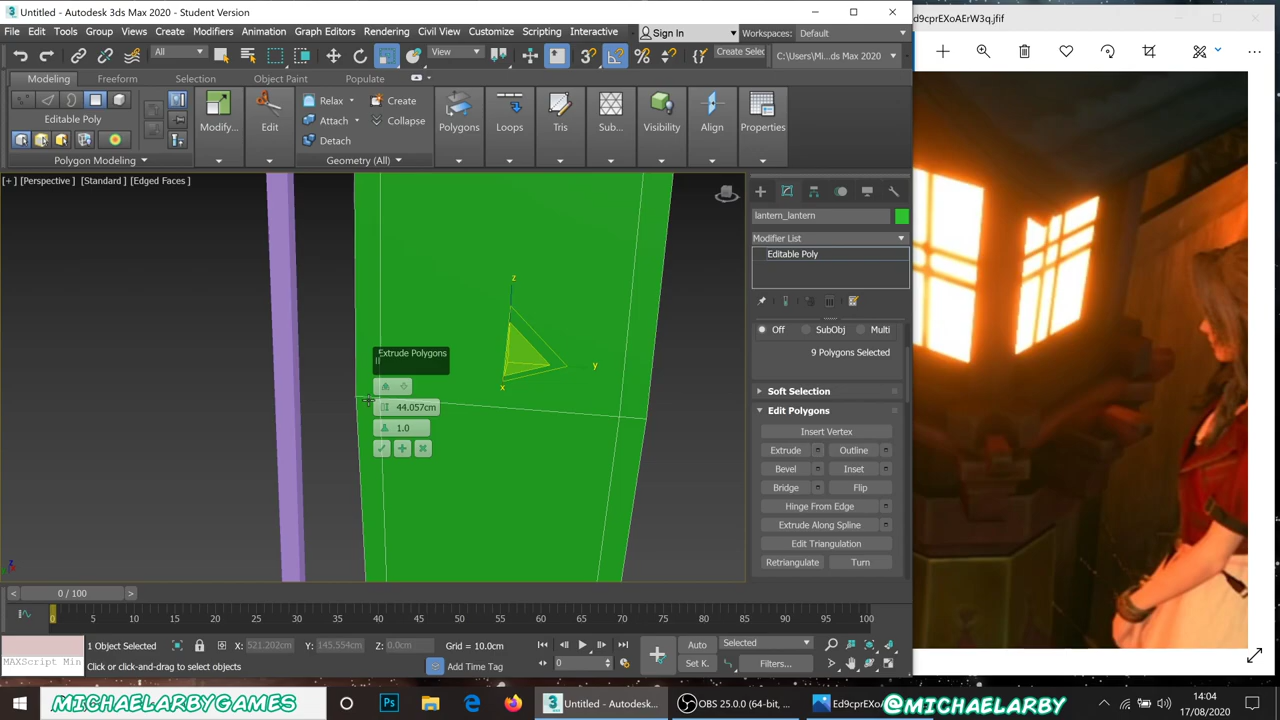 Untitled - Autodesk 3ds Max 2020 - Student Version
Ed9cprEXoAErW3q.jfif
File Edit Tools Group Views Create Modifiers Animation Graph Editors Rendering Civil View Customize Scripting Interactive Sign In Workspaces: Default
All View Create Selec C:\Users\Mi...ds Max 2020
Modeling Freeform Selection Object Paint Populate
Editable Poly
Polygon Modeling
Modify...
Edit
Relax Create
Attach Collapse
Detach
Geometry (All)
Polygons Loops Tris Sub... Visibility Align Properties
[+] [Perspective] [Standard] [Edged Faces]
z
y
x
Extrude Polygons
44.057cm
1.0
lantern_lantern
Modifier List
Editable Poly
Off SubObj Multi
9 Polygons Selected
Soft Selection
Edit Polygons
Insert Vertex
Extrude Outline
Bevel Inset
Bridge Flip
Hinge From Edge
Extrude Along Spline
Edit Triangulation
Retriangulate Turn
< 0 / 100 >
0 5 10 15 20 25 30 35 40 45 50 55 60 65 70 75 80 85 90 95 100
1 Object Selected X: 521.202cm Y: 145.554cm Z: 0.0cm Grid = 10.0cm
MAXScript Min
Click or click-and-drag to select objects
Add Time Tag
0
Auto Selected
Set K. Filters...
MICHAELARBYGAMES
Untitled - Autodesk...
OBS 25.0.0 (64-bit, ...
Ed9cprEXoA
@MICHAELARBY
14:04
17/08/2020